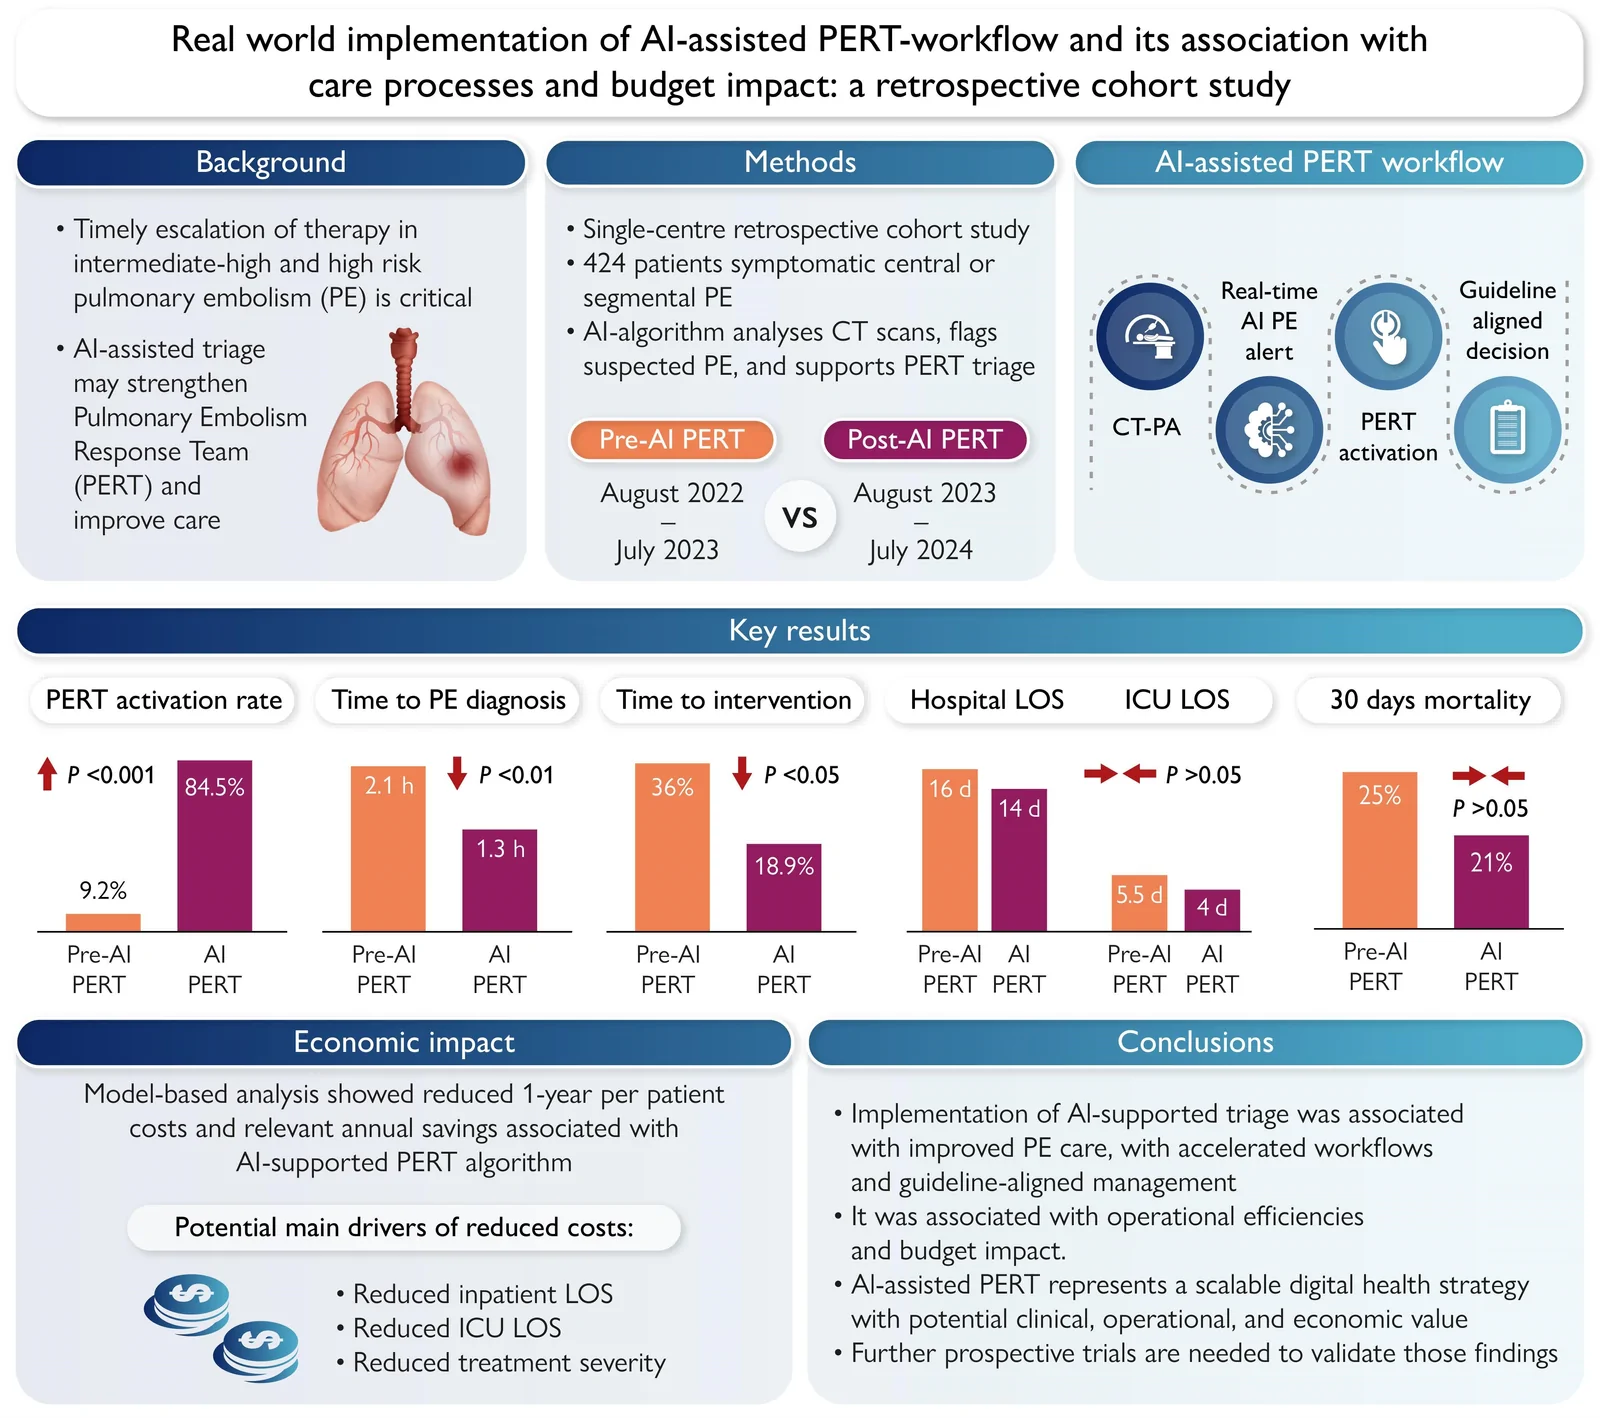 Real world implementation of AI-assisted PERT-workflow and its association with
care processes and budget impact: a retrospective cohort study
Background
• Timely escalation of therapy in
intermediate-high and high risk
pulmonary embolism (PE) is critical
• AI-assisted triage
may strengthen
Pulmonary Embolism
Response Team
(PERT) and
improve care
Methods
• Single-centre retrospective cohort study
• 424 patients symptomatic central or
segmental PE
• AI-algorithm analyses CT scans, flags
suspected PE, and supports PERT triage
Pre-AI PERT
August 2022
–
July 2023
VS
Post-AI PERT
August 2023
–
July 2024
AI-assisted PERT workflow
CT-PA
Real-time
AI PE
alert
PERT
activation
Guideline
aligned
decision
Key results
PERT activation rate
P <0.001
9.2%
84.5%
Pre-AI
PERT
AI
PERT
Time to PE diagnosis
2.1 h
P <0.01
1.3 h
Pre-AI
PERT
AI
PERT
Time to intervention
36%
P <0.05
18.9%
Pre-AI
PERT
AI
PERT
Hospital LOS
ICU LOS
16 d
14 d
P >0.05
5.5 d
4 d
Pre-AI
PERT
AI
PERT
Pre-AI
PERT
AI
PERT
30 days mortality
25%
P >0.05
21%
Pre-AI
PERT
AI
PERT
Economic impact
Model-based analysis showed reduced 1-year per patient
costs and relevant annual savings associated with
AI-supported PERT algorithm
Potential main drivers of reduced costs:
$
$
• Reduced inpatient LOS
• Reduced ICU LOS
• Reduced treatment severity
Conclusions
• Implementation of AI-supported triage was associated
with improved PE care, with accelerated workflows
and guideline-aligned management
• It was associated with operational efficiencies
and budget impact.
• AI-assisted PERT represents a scalable digital health strategy
with potential clinical, operational, and economic value
• Further prospective trials are needed to validate those findings